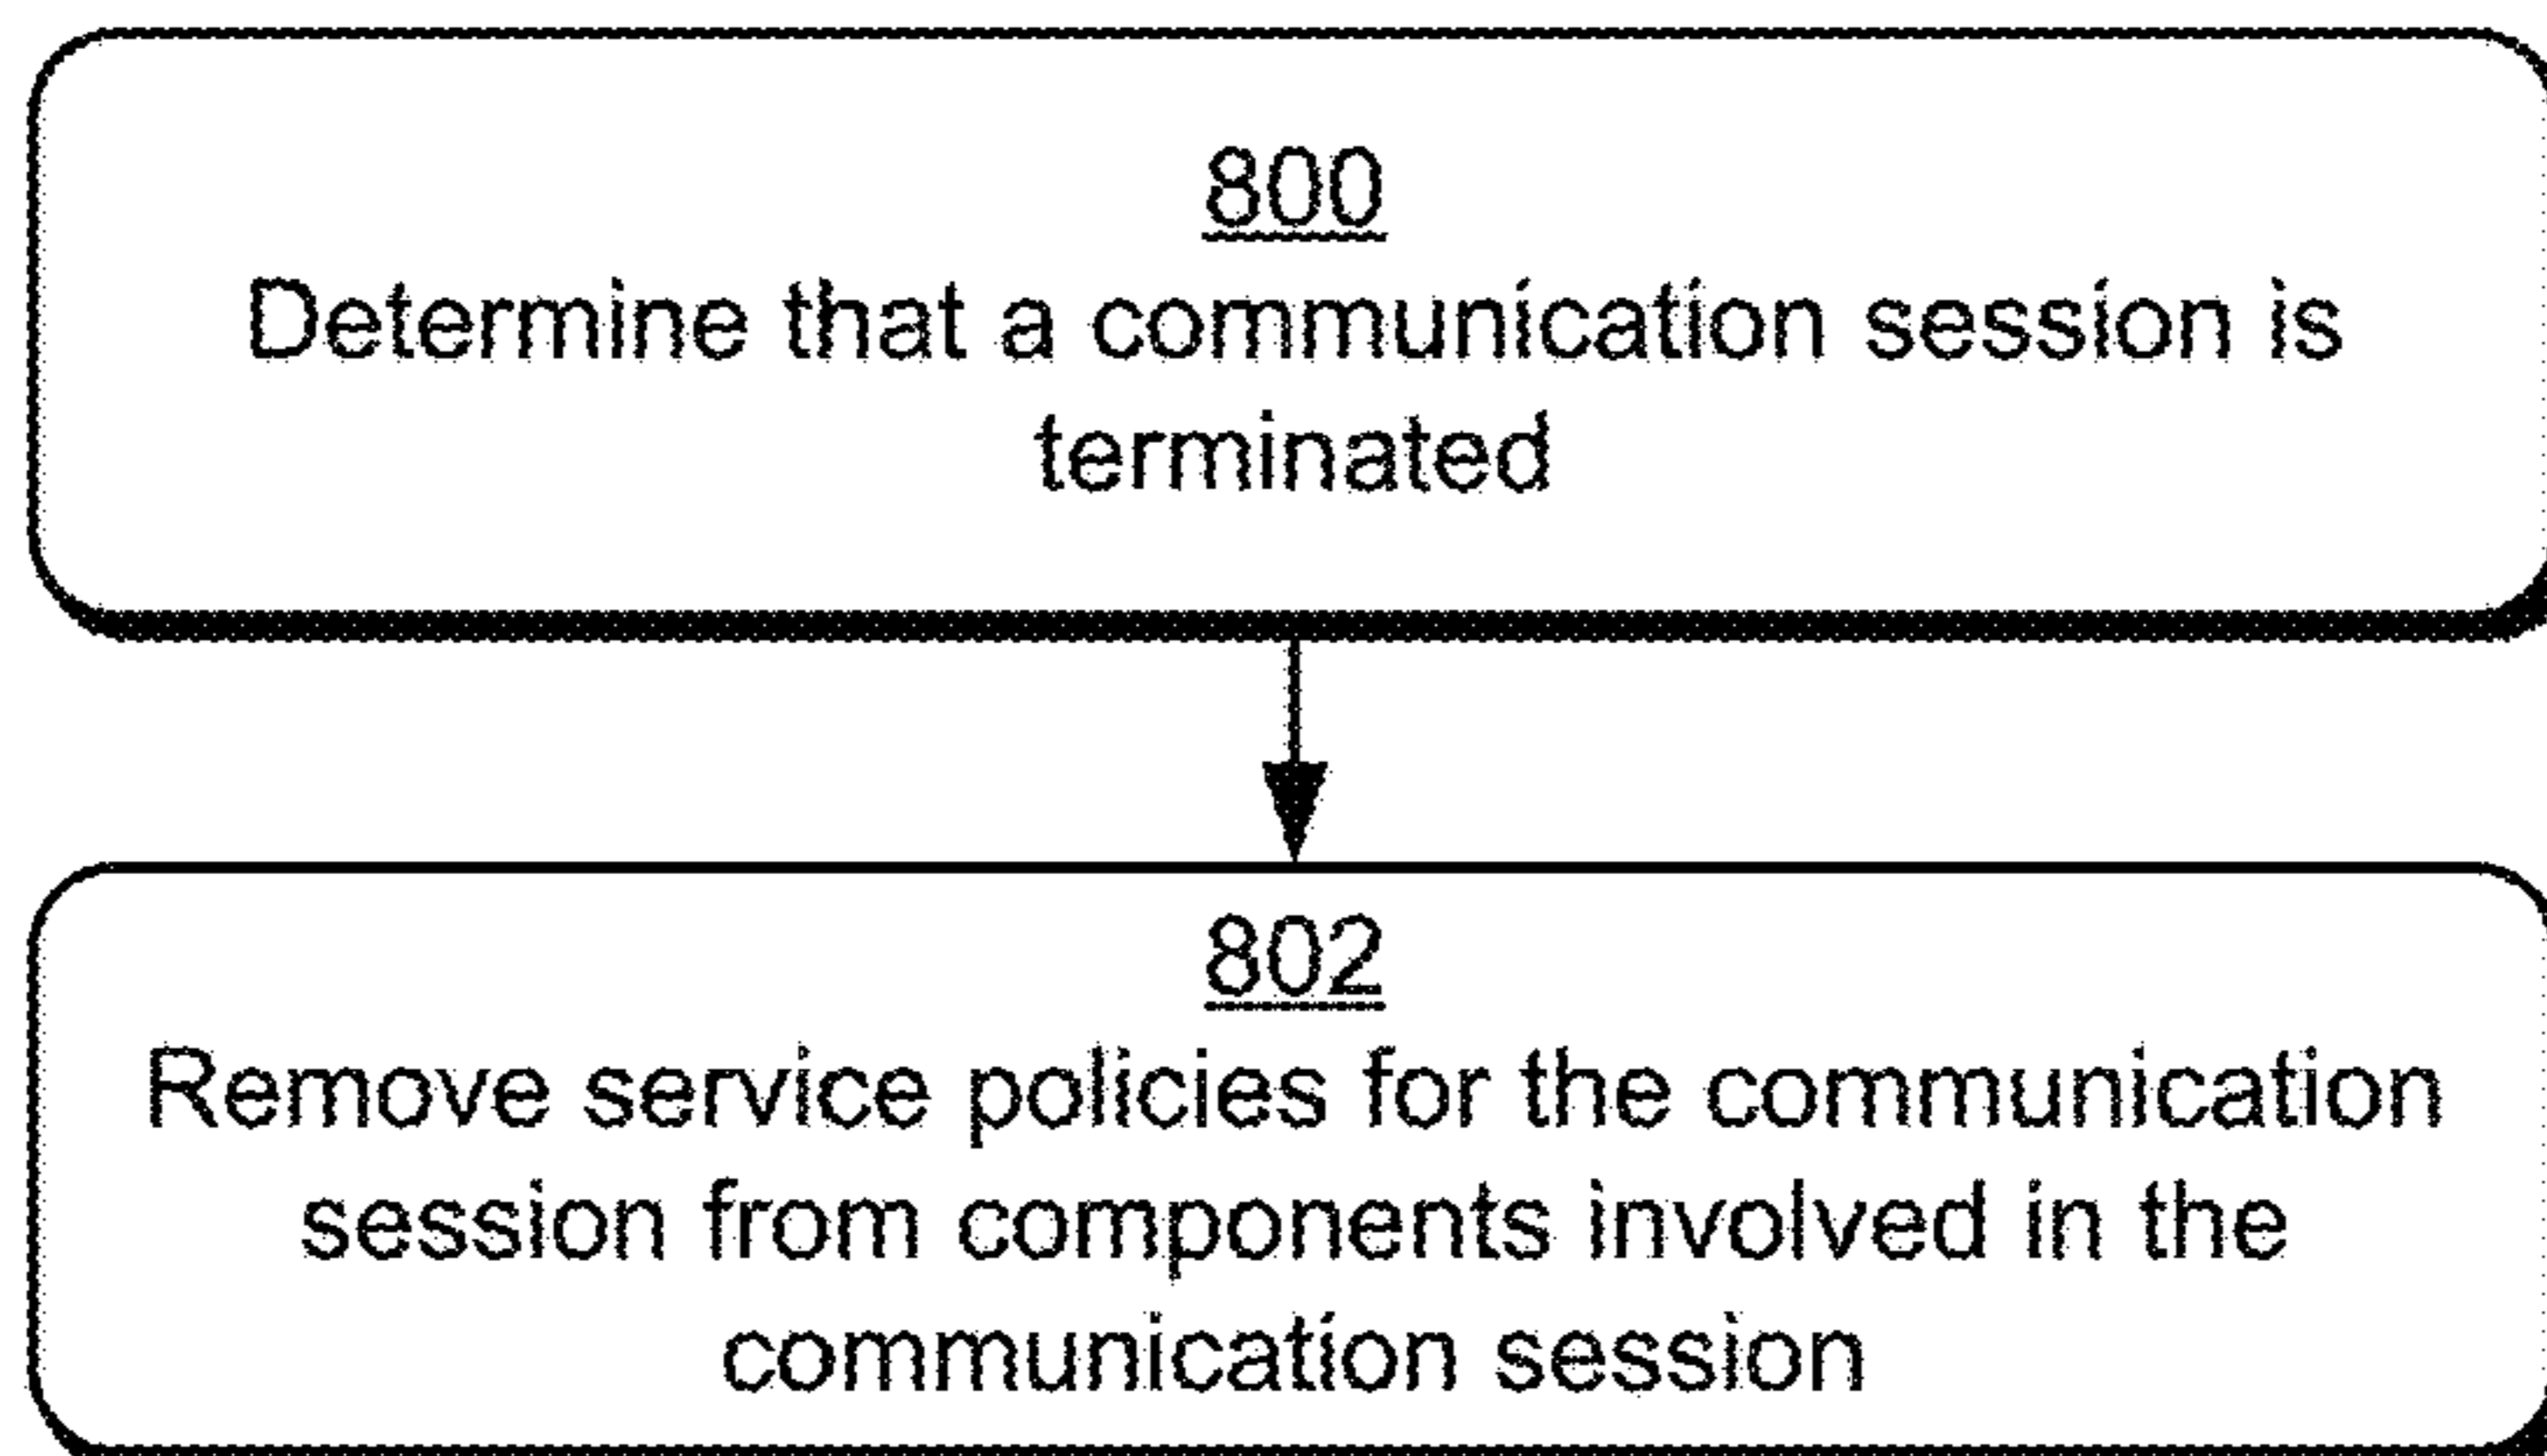 800
Determine that a communication session is
terminated
802
Remove service policies for the communication
session from components involved in the
communication session